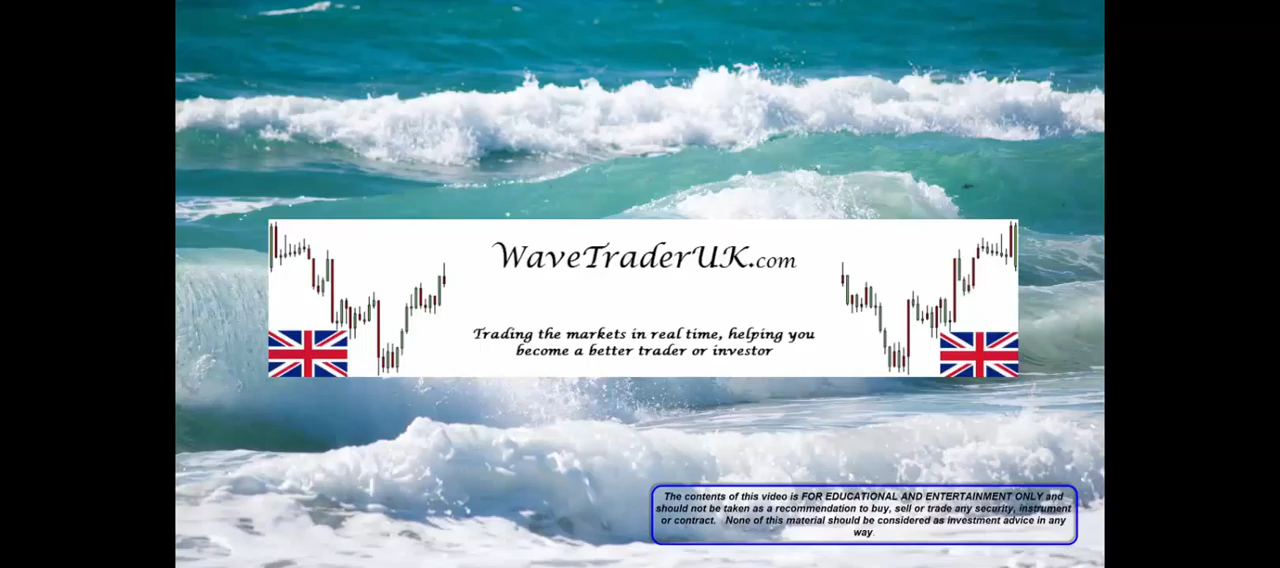 WaveTraderUK.com
Trading the markets in real time, helping you
become a better trader or investor
The contents of this video is FOR EDUCATIONAL AND ENTERTAINMENT ONLY and
should not be taken as a recommendation to buy, sell or trade any security, instrument
or contract. None of this material should be considered as investment advice in any
way.